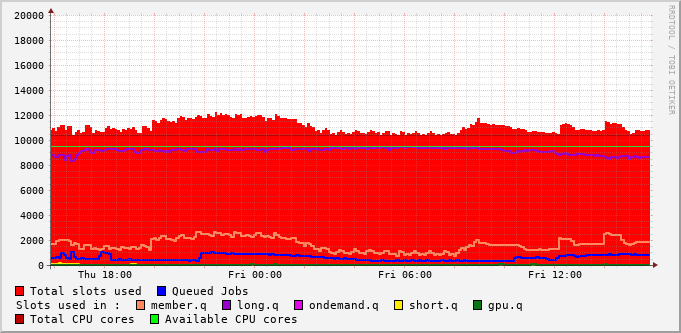 20000
18000
16000
14000
12000
10000
8000
6000
4000
2000
0
Thu 18:00 Fri 00:00 Fri 06:00 Fri 12:00
Total slots used Queued Jobs
Slots used in : member.q long.q ondemand.q short.q gpu.q
Total CPU cores Available CPU cores
RRDTOOL / TOBI OETIKER